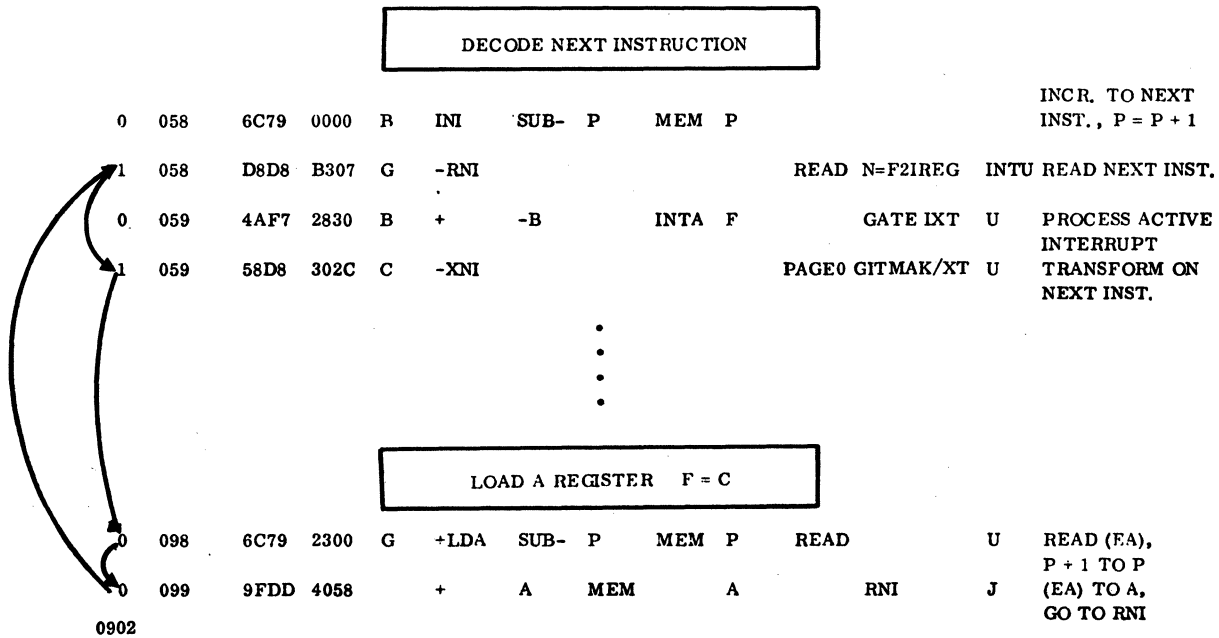 DECODE NEXT INSTRUCTION
INCR. TO NEXT
0 058 6C79 0000 B INI SUB- P MEM P INST., P = P + 1
1 058 D8D8 B307 G -RNI READ N=F2IREG INTU READ NEXT INST.
0 059 4AF7 2830 B + -B INTA F GATE IXT U PROCESS ACTIVE
INTERRUPT
1 059 58D8 302C C -XNI PAGE0 GITMAK/XT U TRANSFORM ON
NEXT INST.
LOAD A REGISTER F = C
0 098 6C79 2300 G +LDA SUB- P MEM P READ U READ (EA),
P + 1 TO P
0 099 9FDD 4058 + A MEM A RNI J (EA) TO A,
GO TO RNI
0902